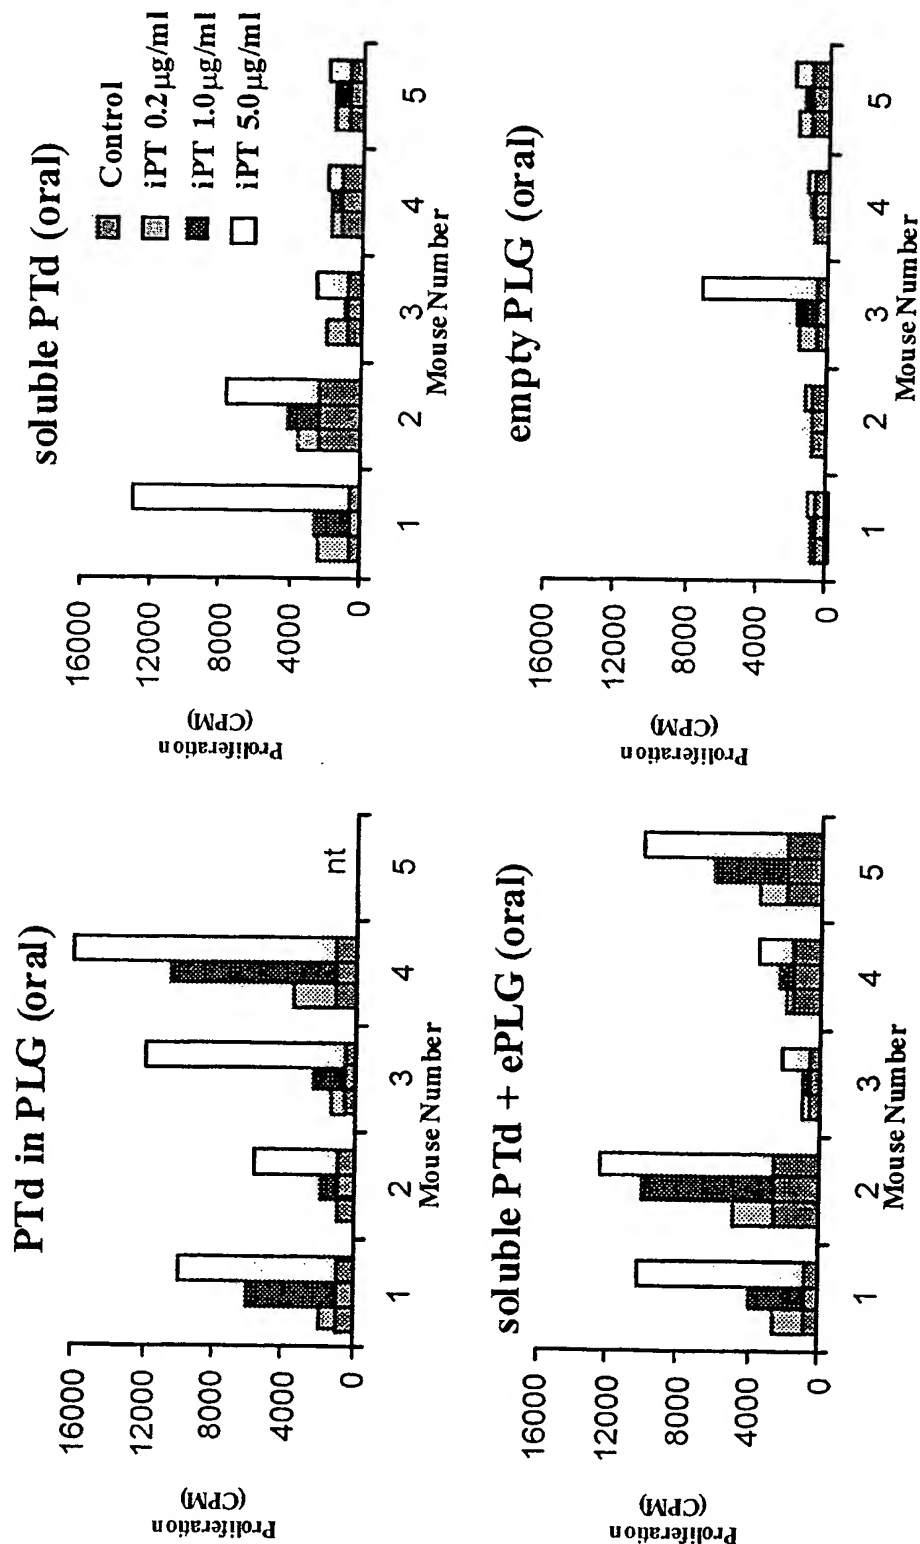 PTd in PLG (oral)
Proliferation
(CPM)
16000
12000
8000
4000
0
nt
1 2 3 4 5
Mouse Number
soluble PTd (oral)
Control
iPT 0.2µg/ml
iPT 1.0µg/ml
iPT 5.0µg/ml
Proliferation
(CPM)
16000
12000
8000
4000
0
1 2 3 4 5
Mouse Number
soluble PTd + ePLG (oral)
Proliferation
(CPM)
16000
12000
8000
4000
0
1 2 3 4 5
Mouse Number
empty PLG (oral)
Proliferation
(CPM)
16000
12000
8000
4000
0
1 2 3 4 5
Mouse Number